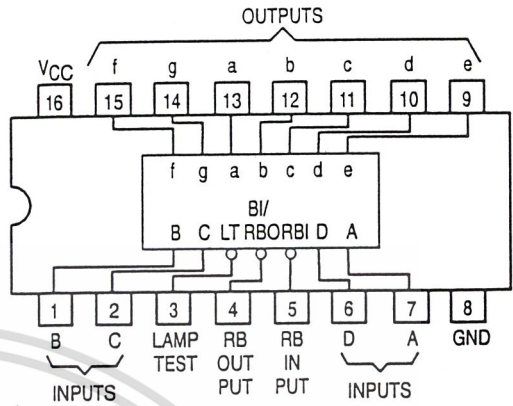 OUTPUTS
VCC f g a b c d e
16 15 14 13 12 11 10 9
f g a b c d e
BI/
B C LT RBO RBI D A
1 2 3 4 5 6 7 8
B C LAMP TEST RB OUT PUT RB IN PUT D A GND
INPUTS INPUTS